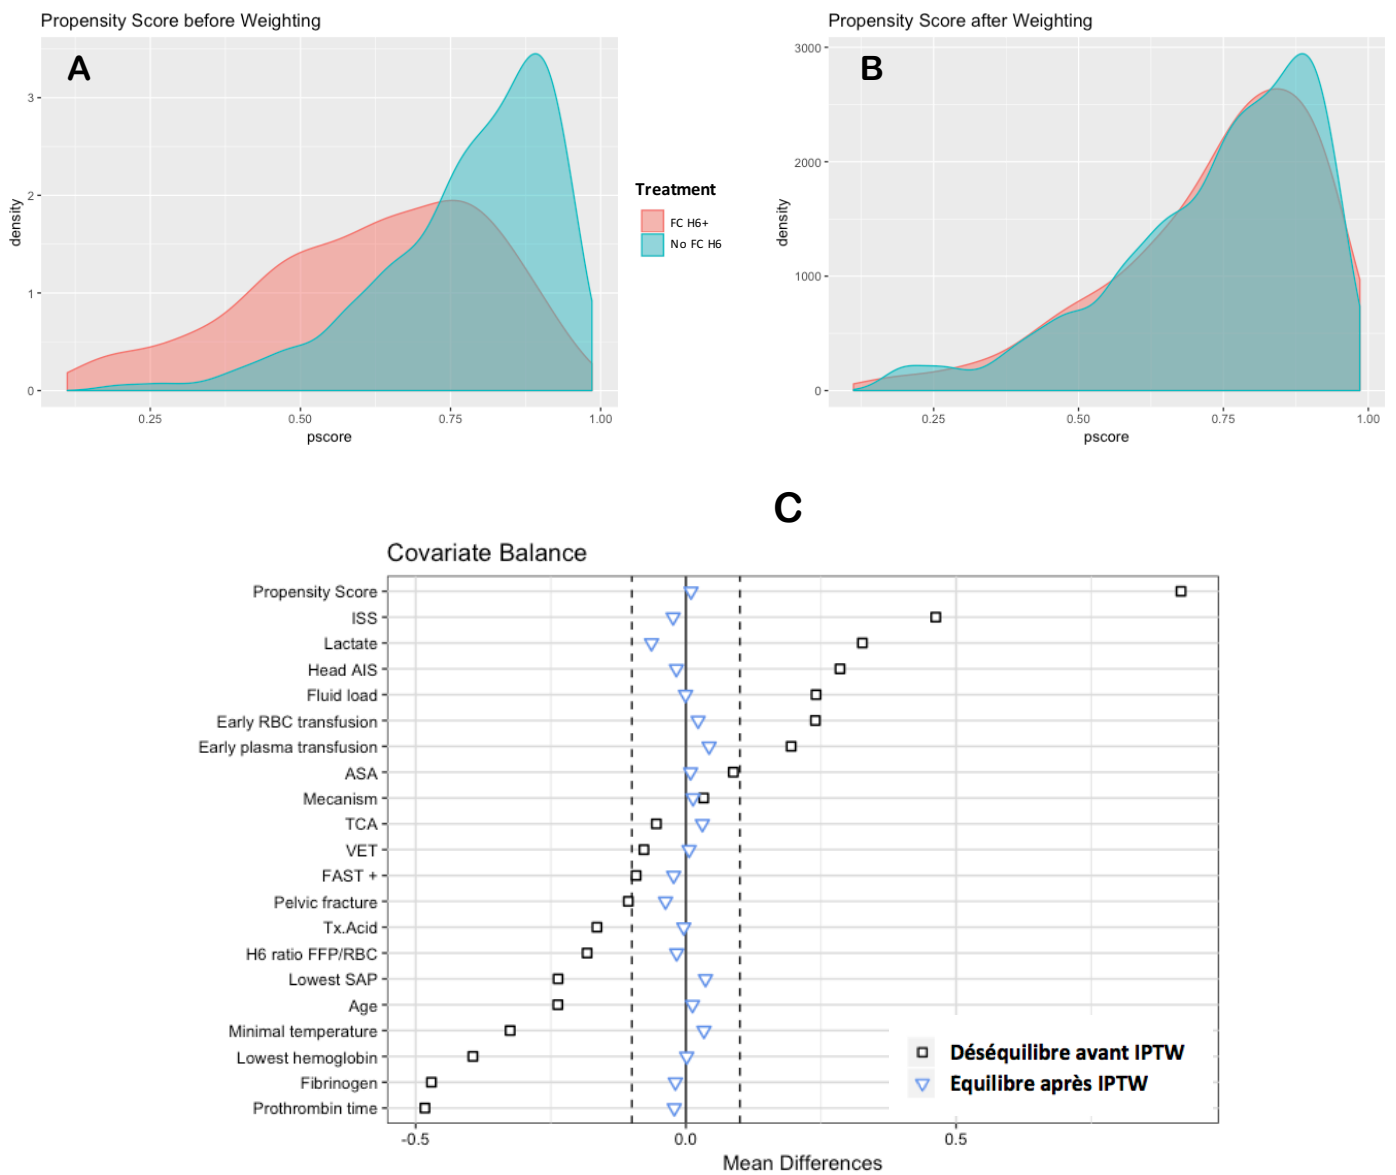 Propensity Score before Weighting
A
3
2
1
0
density
0.25 0.50 0.75 1.00
pscore
Treatment
FC H6+
No FC H6
Propensity Score after Weighting
B
3000
2000
1000
0
density
0.25 0.50 0.75 1.00
pscore
C
Covariate Balance
Propensity Score
ISS
Lactate
Head AIS
Fluid load
Early RBC transfusion
Early plasma transfusion
ASA
Mecanism
TCA
VET
FAST +
Pelvic fracture
Tx.Acid
H6 ratio FFP/RBC
Lowest SAP
Age
Minimal temperature
Lowest hemoglobin
Fibrinogen
Prothrombin time
Déséquilibre avant IPTW
Equilibre après IPTW
-0.5 0.0 0.5
Mean Differences